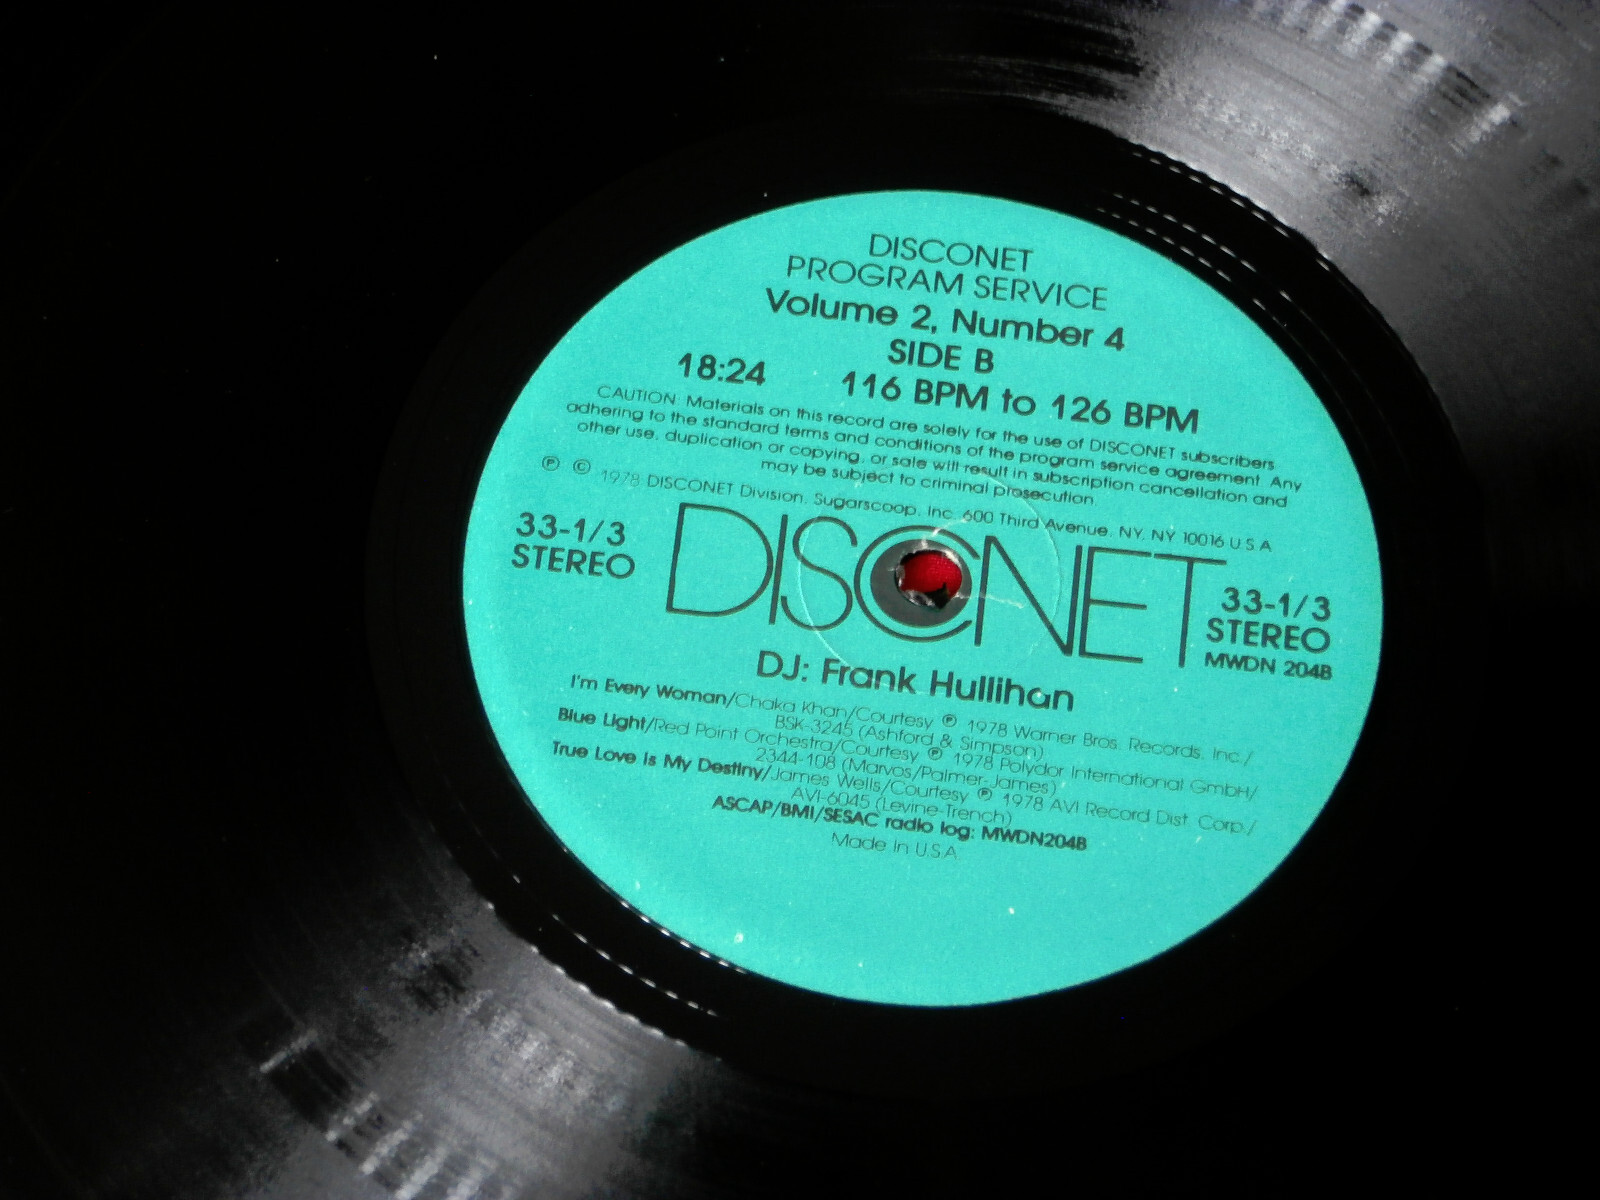 DISCONET
PROGRAM SERVICE
Volume 2, Number 4
SIDE B
18:24 116 BPM to 126 BPM
CAUTION: Materials on this record are solely for the use of DISCONET subscribers
adhering to the standard terms and conditions of the program service agreement. Any
other use, duplication or copying, or sale will result in subscription cancellation and
may be subject to criminal prosecution.
℗ © 1978 DISCONET Division, Sugarscoop, Inc. 600 Third Avenue, NY, NY 10016 U.S.A.
33-1/3
STEREO
DISCONET
33-1/3
STEREO
MWDN 204B
DJ: Frank Hullihan
I'm Every Woman/Chaka Khan/Courtesy ℗ 1978 Warner Bros. Records, Inc./
BSK-3245 (Ashford & Simpson)
Blue Light/Red Point Orchestra/Courtesy ℗ 1978 Polydor International GmbH/
2344-108 (Marvos/Palmer-James)
True Love Is My Destiny/James Wells/Courtesy ℗ 1978 AVI Record Dist. Corp./
AVI-6045 (Levine-Trench)
ASCAP/BMI/SESAC radio log: MWDN204B
Made in U.S.A.